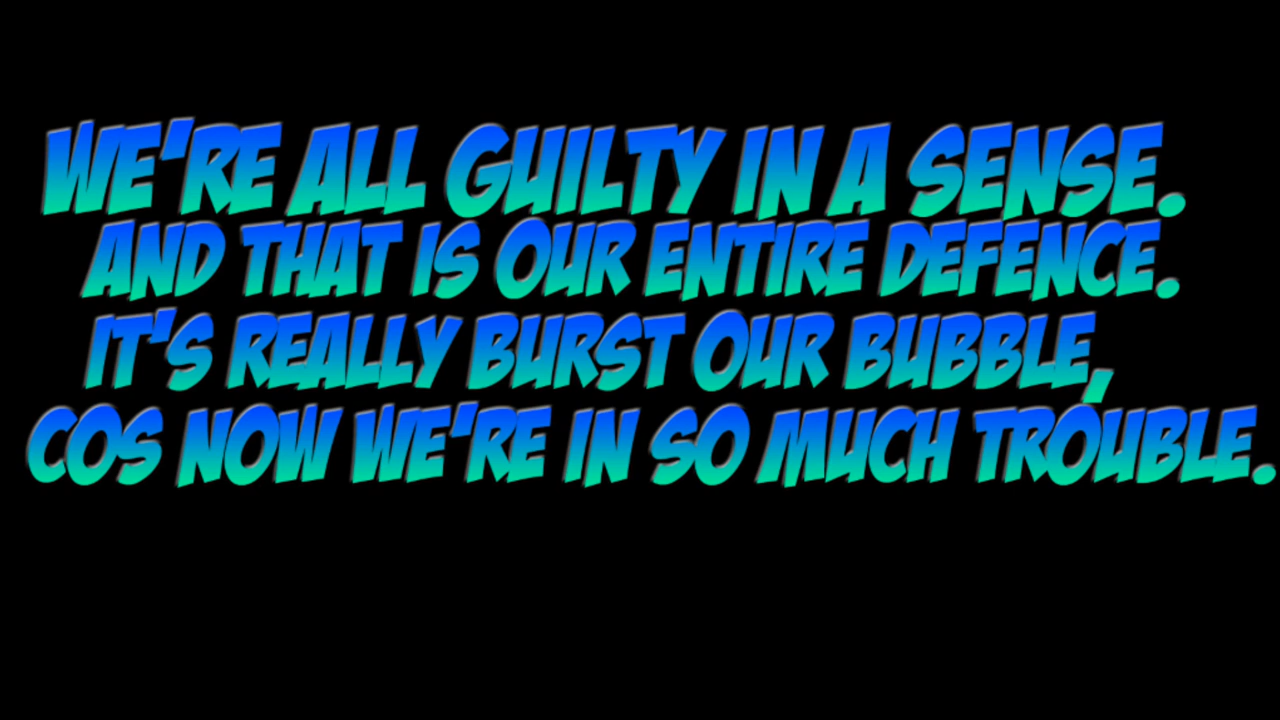 WE'RE ALL GUILTY IN A SENSE.
AND THAT IS OUR ENTIRE DEFENCE.
IT'S REALLY BURST OUR BUBBLE,
COS NOW WE'RE IN SO MUCH TROUBLE.